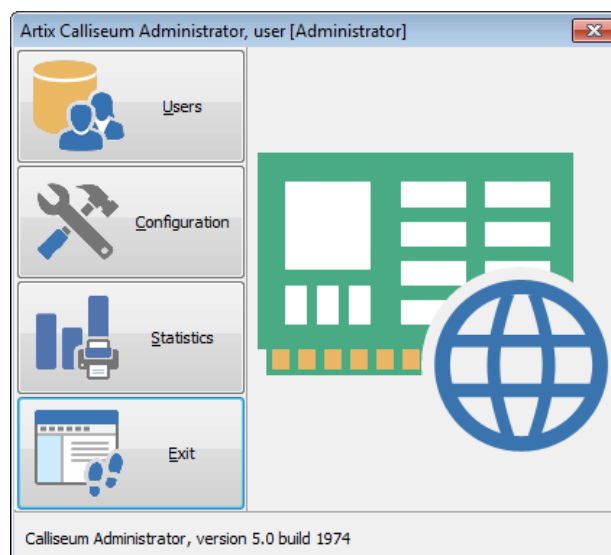 Artix Calliseum Administrator, user [Administrator]
Users
Configuration
Statistics
Exit
Calliseum Administrator, version 5.0 build 1974